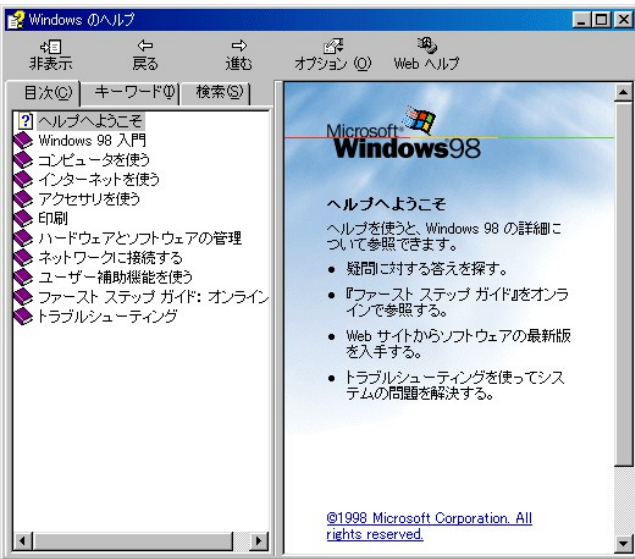 Windows のヘルプ
非表示
戻る
進む
オプション (O)
Web ヘルプ
目次(C)
キーワード(I)
検索(S)
ヘルプへようこそ
Windows 98 入門
コンピュータを使う
インターネットを使う
アクセサリを使う
印刷
ハードウェアとソフトウェアの管理
ネットワークに接続する
ユーザー補助機能を使う
ファースト ステップ ガイド: オンライン
トラブルシューティング
Microsoft
Windows98
ヘルプへようこそ
ヘルプを使うと、Windows 98 の詳細に
ついて参照できます。
• 疑問に対する答えを探す。
• 『ファースト ステップ ガイド』をオンラ
インで参照する。
• Web サイトからソフトウェアの最新版
を入手する。
• トラブルシューティングを使ってシス
テムの問題を解決する。
©1998 Microsoft Corporation. All
rights reserved.